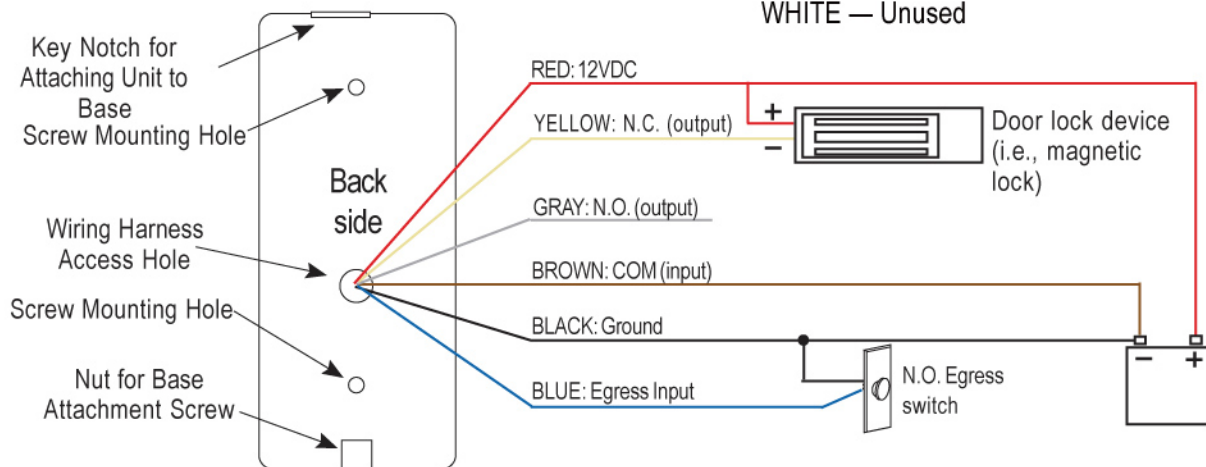 WHITE — Unused
Key Notch for
Attaching Unit to
Base
Screw Mounting Hole
Back
side
Wiring Harness
Access Hole
Screw Mounting Hole
Nut for Base
Attachment Screw
RED: 12VDC
YELLOW: N.C. (output)
GRAY: N.O. (output)
BROWN: COM (input)
BLACK: Ground
BLUE: Egress Input
+
−
Door lock device
(i.e., magnetic
lock)
N.O. Egress
switch
− +